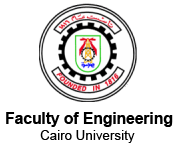 FOUNDED IN 1816
Faculty of Engineering
Cairo University